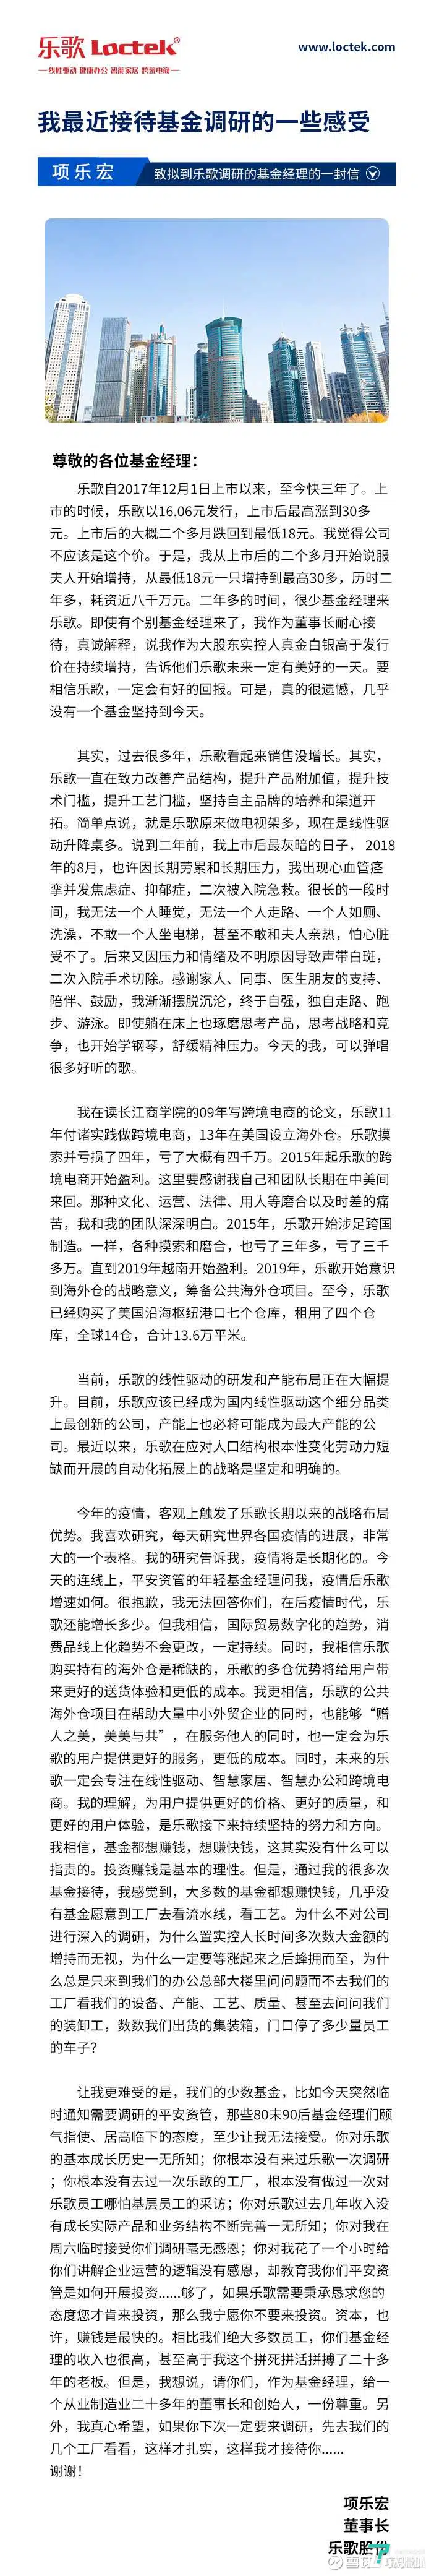 乐歌 Loctek®
线性驱动 健康办公 智能家居 跨境电商
www.loctek.com
我最近接待基金调研的一些感受
项乐宏
致拟到乐歌调研的基金经理的一封信
尊敬的各位基金经理：
乐歌自2017年12月1日上市以来，至今快三年了。上
市的时候，乐歌以16.06元发行，上市后最高涨到30多
元。上市后的大概二个多月跌回到最低18元。我觉得公司
不应该是这个价。于是，我从上市后的二个多月开始说服
夫人开始增持，从最低18元一只增持到最高30多，历时二
年多，耗资近八千万元。二年多的时间，很少基金经理来
乐歌。即使有个别基金经理来了，我作为董事长耐心接
待，真诚解释，说我作为大股东实控人真金白银高于发行
价在持续增持，告诉他们乐歌未来一定有美好的一天。要
相信乐歌，一定会有好的回报。可是，真的很遗憾，几乎
没有一个基金坚持到今天。
其实，过去很多年，乐歌看起来销售没增长。其实，
乐歌一直在致力改善产品结构，提升产品附加值，提升技
术门槛，提升工艺门槛，坚持自主品牌的培养和渠道开
拓。简单点说，就是乐歌原来做电视架多，现在是线性驱
动升降桌多。说到二年前，我上市后最灰暗的日子， 2018
年的8月，也许因长期劳累和长期压力，我出现心血管痉
挛并发焦虑症、抑郁症，二次被入院急救。很长的一段时
间，我无法一个人睡觉，无法一个人走路、一个人如厕、
洗澡，不敢一个人坐电梯，甚至不敢和夫人亲热，怕心脏
受不了。后来又因压力和情绪及不明原因导致声带白斑，
二次入院手术切除。感谢家人、同事、医生朋友的支持、
陪伴、鼓励，我渐渐摆脱沉沦，终于自强，独自走路、跑
步、游泳。即使躺在床上也琢磨思考产品，思考战略和竞
争，也开始学钢琴，舒缓精神压力。今天的我，可以弹唱
很多好听的歌。
我在读长江商学院的09年写跨境电商的论文，乐歌11
年付诸实践做跨境电商，13年在美国设立海外仓。乐歌摸
索并亏损了四年，亏了大概有四千万。2015年起乐歌的跨
境电商开始盈利。这里要感谢我自己和团队长期在中美间
来回。那种文化、运营、法律、用人等磨合以及时差的痛
苦，我和我的团队深深明白。2015年，乐歌开始涉足跨国
制造。一样，各种摸索和磨合，也亏了三年多，亏了三千
多万。直到2019年越南开始盈利。2019年，乐歌开始意识
到海外仓的战略意义，筹备公共海外仓项目。至今，乐歌
已经购买了美国沿海枢纽港口七个仓库，租用了四个仓
库，全球14仓，合计13.6万平米。
当前，乐歌的线性驱动的研发和产能布局正在大幅提
升。目前，乐歌应该已经成为国内线性驱动这个细分品类
上最创新的公司，产能上也必将可能成为最大产能的公
司。最近以来，乐歌在应对人口结构根本性变化劳动力短
缺而开展的自动化拓展上的战略是坚定和明确的。
今年的疫情，客观上触发了乐歌长期以来的战略布局
优势。我喜欢研究，每天研究世界各国疫情的进展，非常
大的一个表格。我的研究告诉我，疫情将是长期化的。今
天的连线上，平安资管的年轻基金经理问我，疫情后乐歌
增速如何。很抱歉，我无法回答你们，在后疫情时代，乐
歌还能增长多少。但我相信，国际贸易数字化的趋势，消
费品线上化趋势不会更改，一定持续。同时，我相信乐歌
购买持有的海外仓是稀缺的，乐歌的多仓优势将给用户带
来更好的送货体验和更低的成本。我更相信，乐歌的公共
海外仓项目在帮助大量中小外贸企业的同时，也能够“赠
人之美，美美与共”，在服务他人的同时，也一定会为乐
歌的用户提供更好的服务，更低的成本。同时，未来的乐
歌一定会专注在线性驱动、智慧家居、智慧办公和跨境电
商。我的理解，为用户提供更好的价格、更好的质量，和
更好的用户体验，是乐歌接下来持续坚持的努力和方向。
我相信，基金都想赚钱，想赚快钱，这其实没有什么可以
指责的。投资赚钱是基本的理性。但是，通过我的很多次
基金接待，我感觉到，大多数的基金都想赚快钱，几乎没
有基金愿意到工厂去看流水线，看工艺。为什么不对公司
进行深入的调研，为什么置实控人长时间多次数大金额的
增持而无视，为什么一定要等涨起来之后蜂拥而至，为什
么总是只来到我们的办公总部大楼里问问题而不去我们的
工厂看我们的设备、产能、工艺、质量、甚至去问问我们
的装卸工，数数我们出货的集装箱，门口停了多少量员工
的车子？
让我更难受的是，我们的少数基金，比如今天突然临
时通知需要调研的平安资管，那些80末90后基金经理们颐
气指使、居高临下的态度，至少让我无法接受。你对乐歌
的基本成长历史一无所知；你根本没有来过乐歌一次调研
；你根本没有去过一次乐歌的工厂，根本没有做过一次对
乐歌员工哪怕基层员工的采访；你对乐歌过去几年收入没
有成长实际产品和业务结构不断完善一无所知；你对我在
周六临时接受你们调研毫无感恩；你对我花了一个小时给
你们讲解企业运营的逻辑没有感恩，却教育我你们平安资
管是如何开展投资......够了，如果乐歌需要秉承恳求您的
态度您才肯来投资，那么我宁愿你不要来投资。资本，也
许，赚钱是最快的。相比我们绝大多数员工，你们基金经
理的收入也很高，甚至高于我这个拼死拼活拼搏了二十多
年的老板。但是，我想说，请你们，作为基金经理，给一
个从业制造业二十多年的董事长和创始人，一份尊重。另
外，我真心希望，如果你下次一定要来调研，先去我们的
几个工厂看看，这样才扎实，这样我才接待你......
谢谢！
项乐宏
董事长
乐歌股份